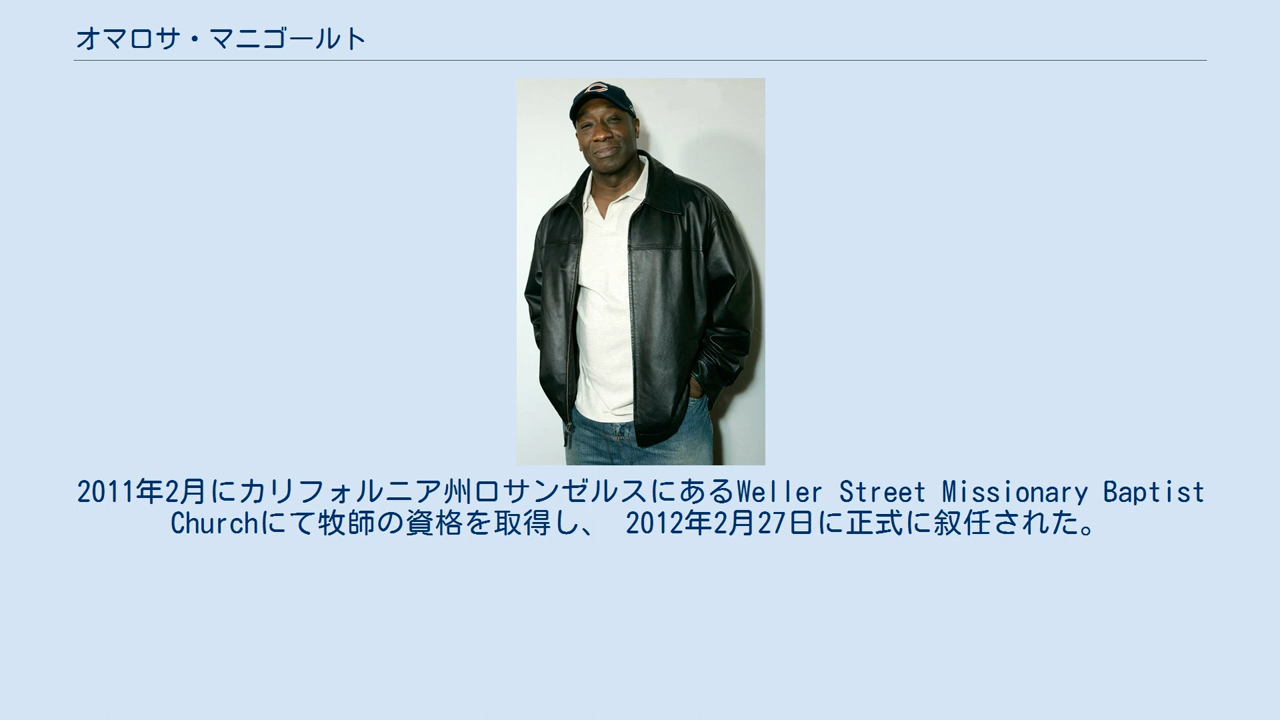 オマロサ・マニゴールト
2011年2月にカリフォルニア州ロサンゼルスにあるWeller Street Missionary Baptist
Churchにて牧師の資格を取得し、 2012年2月27日に正式に叙任された。